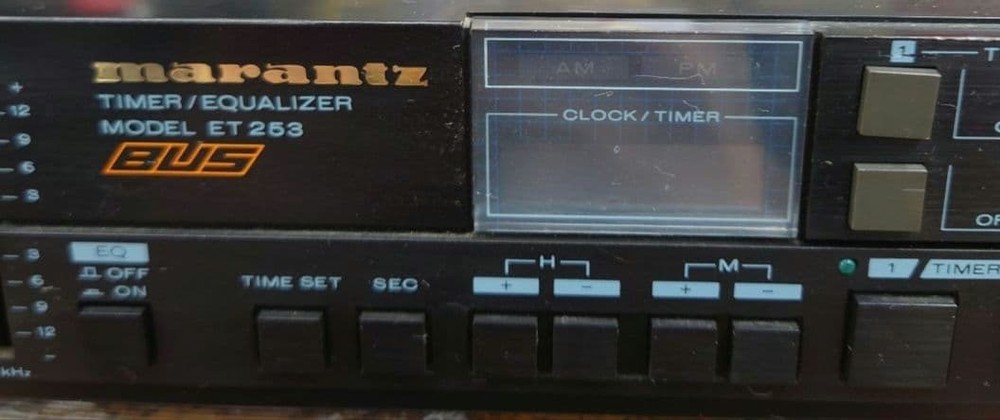 marantz
TIMER/EQUALIZER
MODEL ET 253
BUS
+
12
9
6
3
AM PM
CLOCK/TIMER
1
3
6
9
12
-
kHz
EQ
OFF
ON
TIME SET
SEC
H
+ -
M
+ -
1 / TIMER